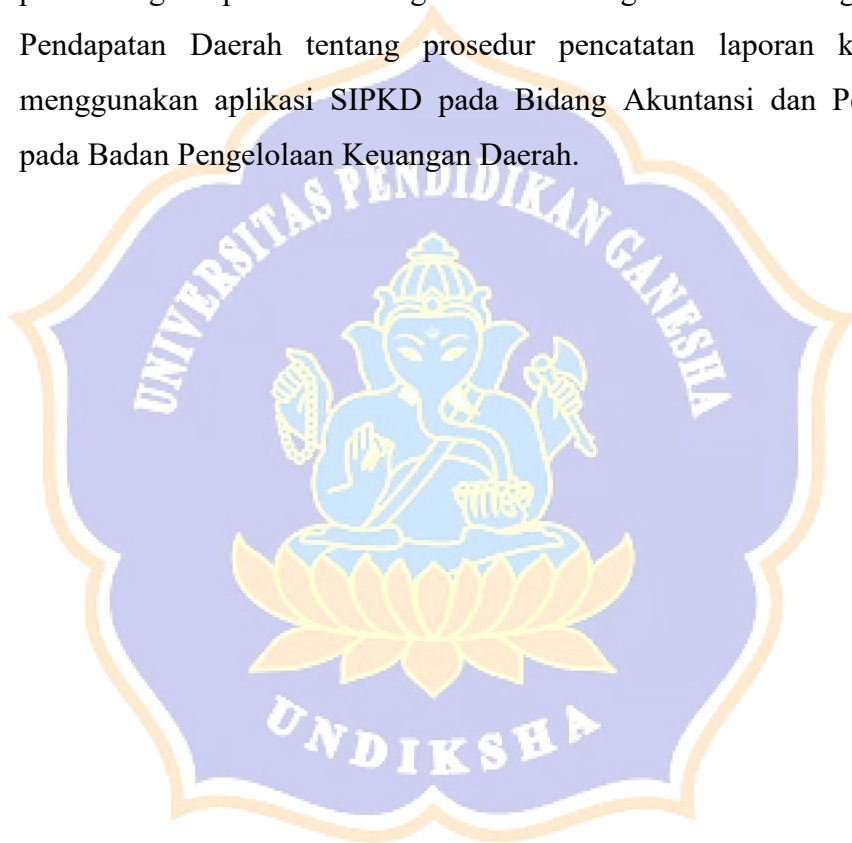 Pendapatan Daerah tentang prosedur pencatatan laporan k
menggunakan aplikasi SIPKD pada Bidang Akuntansi dan P
pada Badan Pengelolaan Keuangan Daerah.
UNIVERSITAS PENDIDIKAN GANESHA
UNDIKSHA